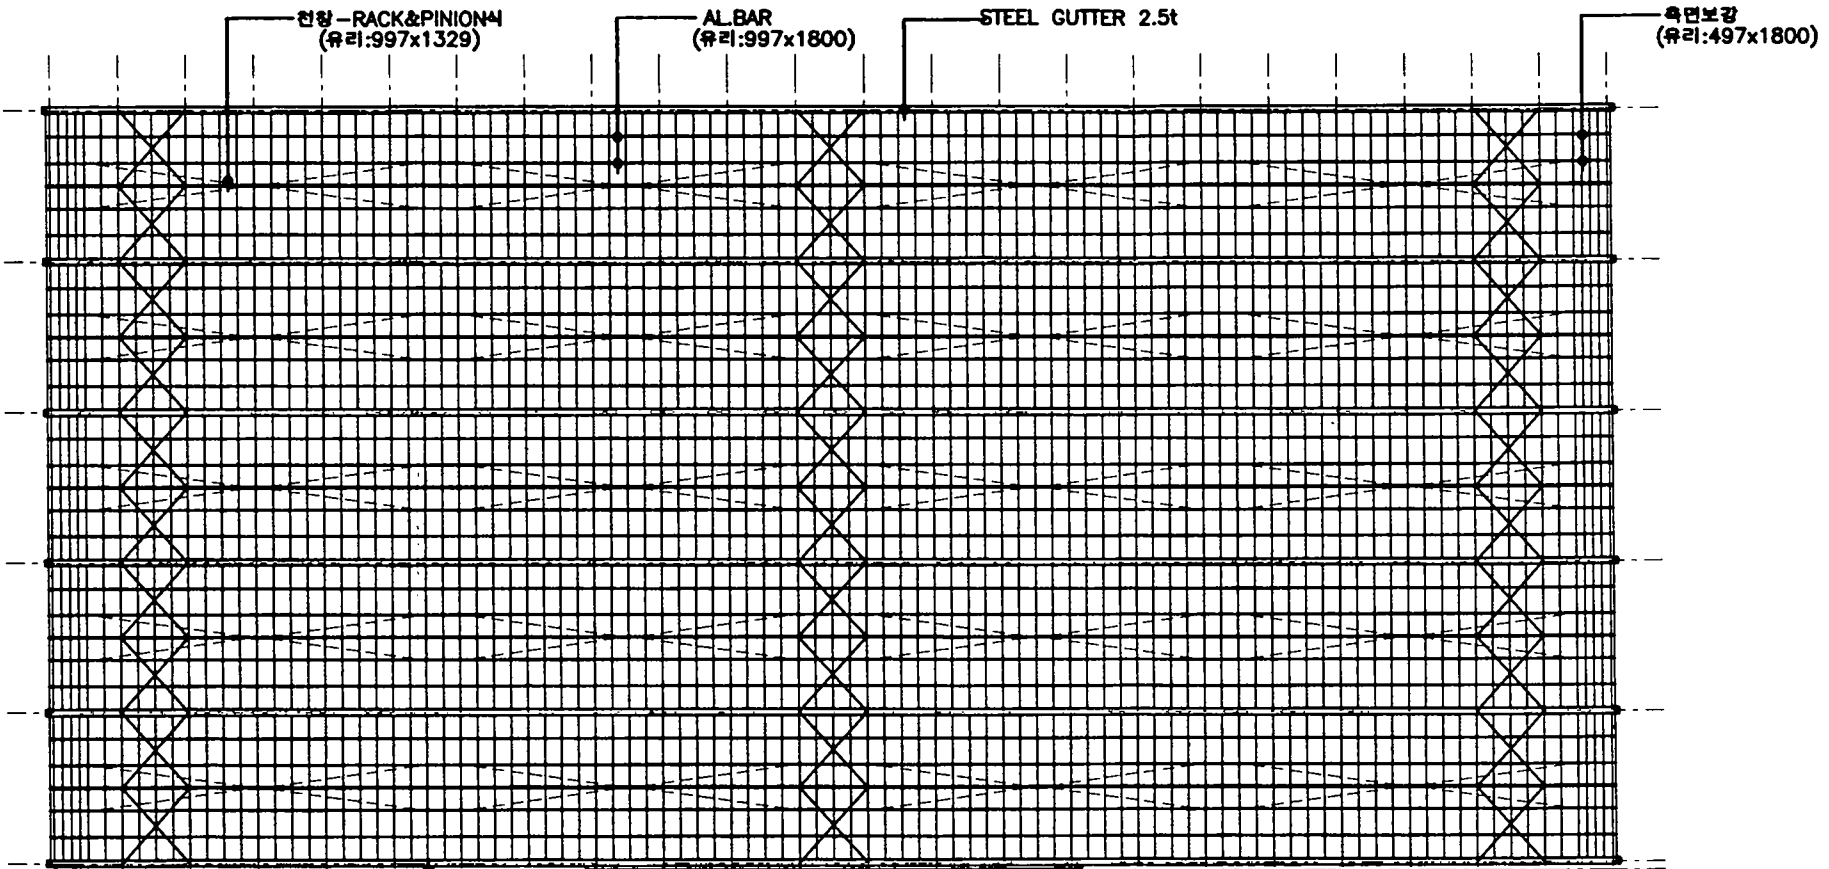 천창-RACK&PINION식
(유리:997x1329)
AL.BAR
(유리:997x1800)
STEEL GUTTER 2.5t
측면보강
(유리:497x1800)